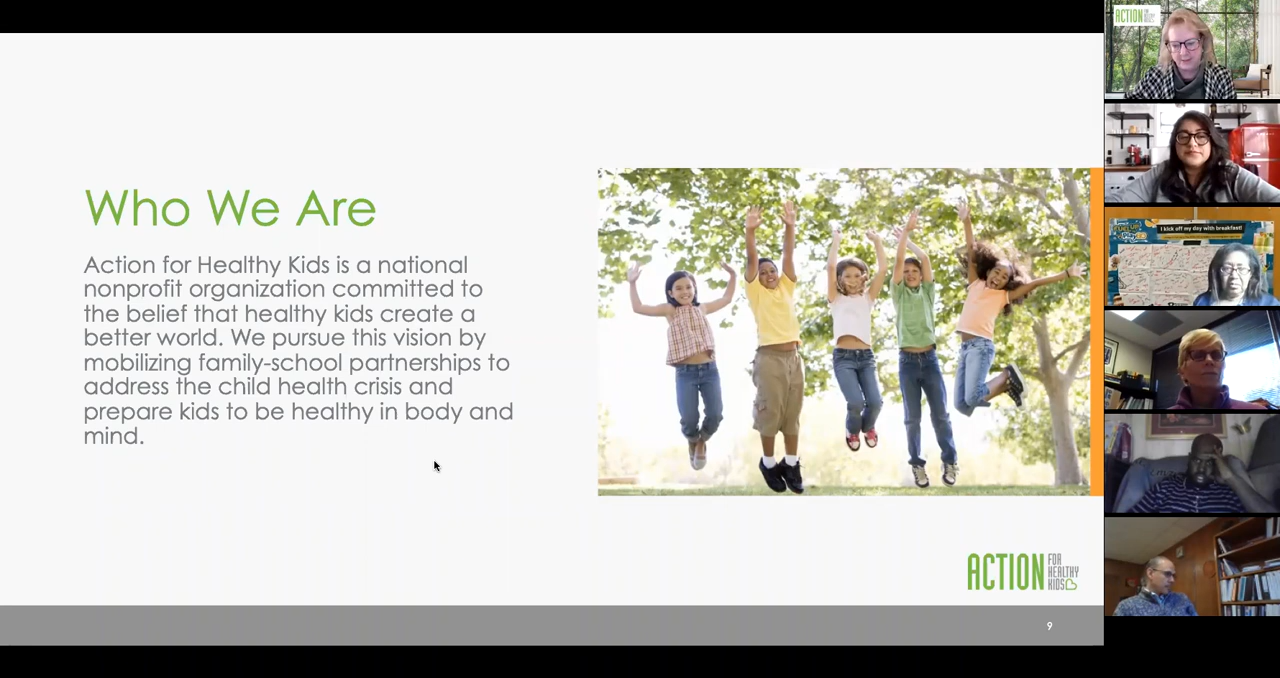 Who We Are
Action for Healthy Kids is a national
nonprofit organization committed to
the belief that healthy kids create a
better world. We pursue this vision by
mobilizing family-school partnerships to
address the child health crisis and
prepare kids to be healthy in body and
mind.
ACTION FOR HEALTHY KIDS
9
ACTION
I kick off my day with breakfast!